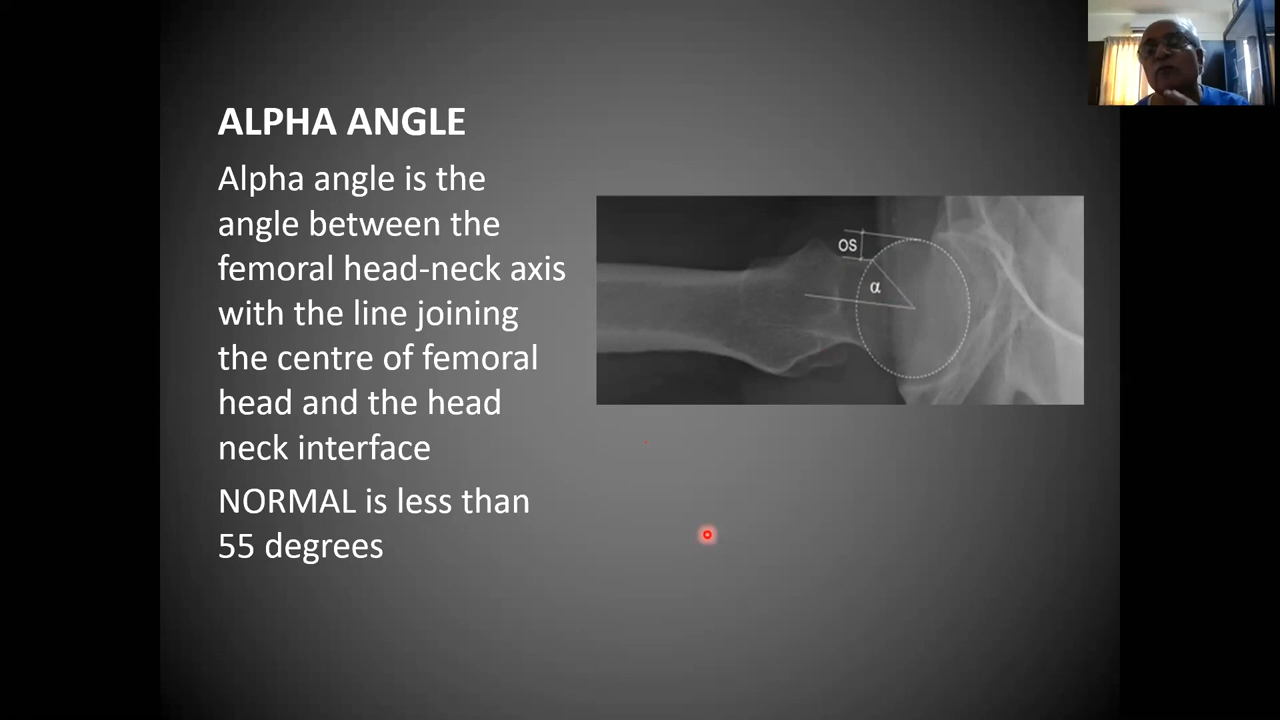 ALPHA ANGLE
Alpha angle is the
angle between the
femoral head-neck axis
with the line joining
the centre of femoral
head and the head
neck interface
NORMAL is less than
55 degrees
OS
α